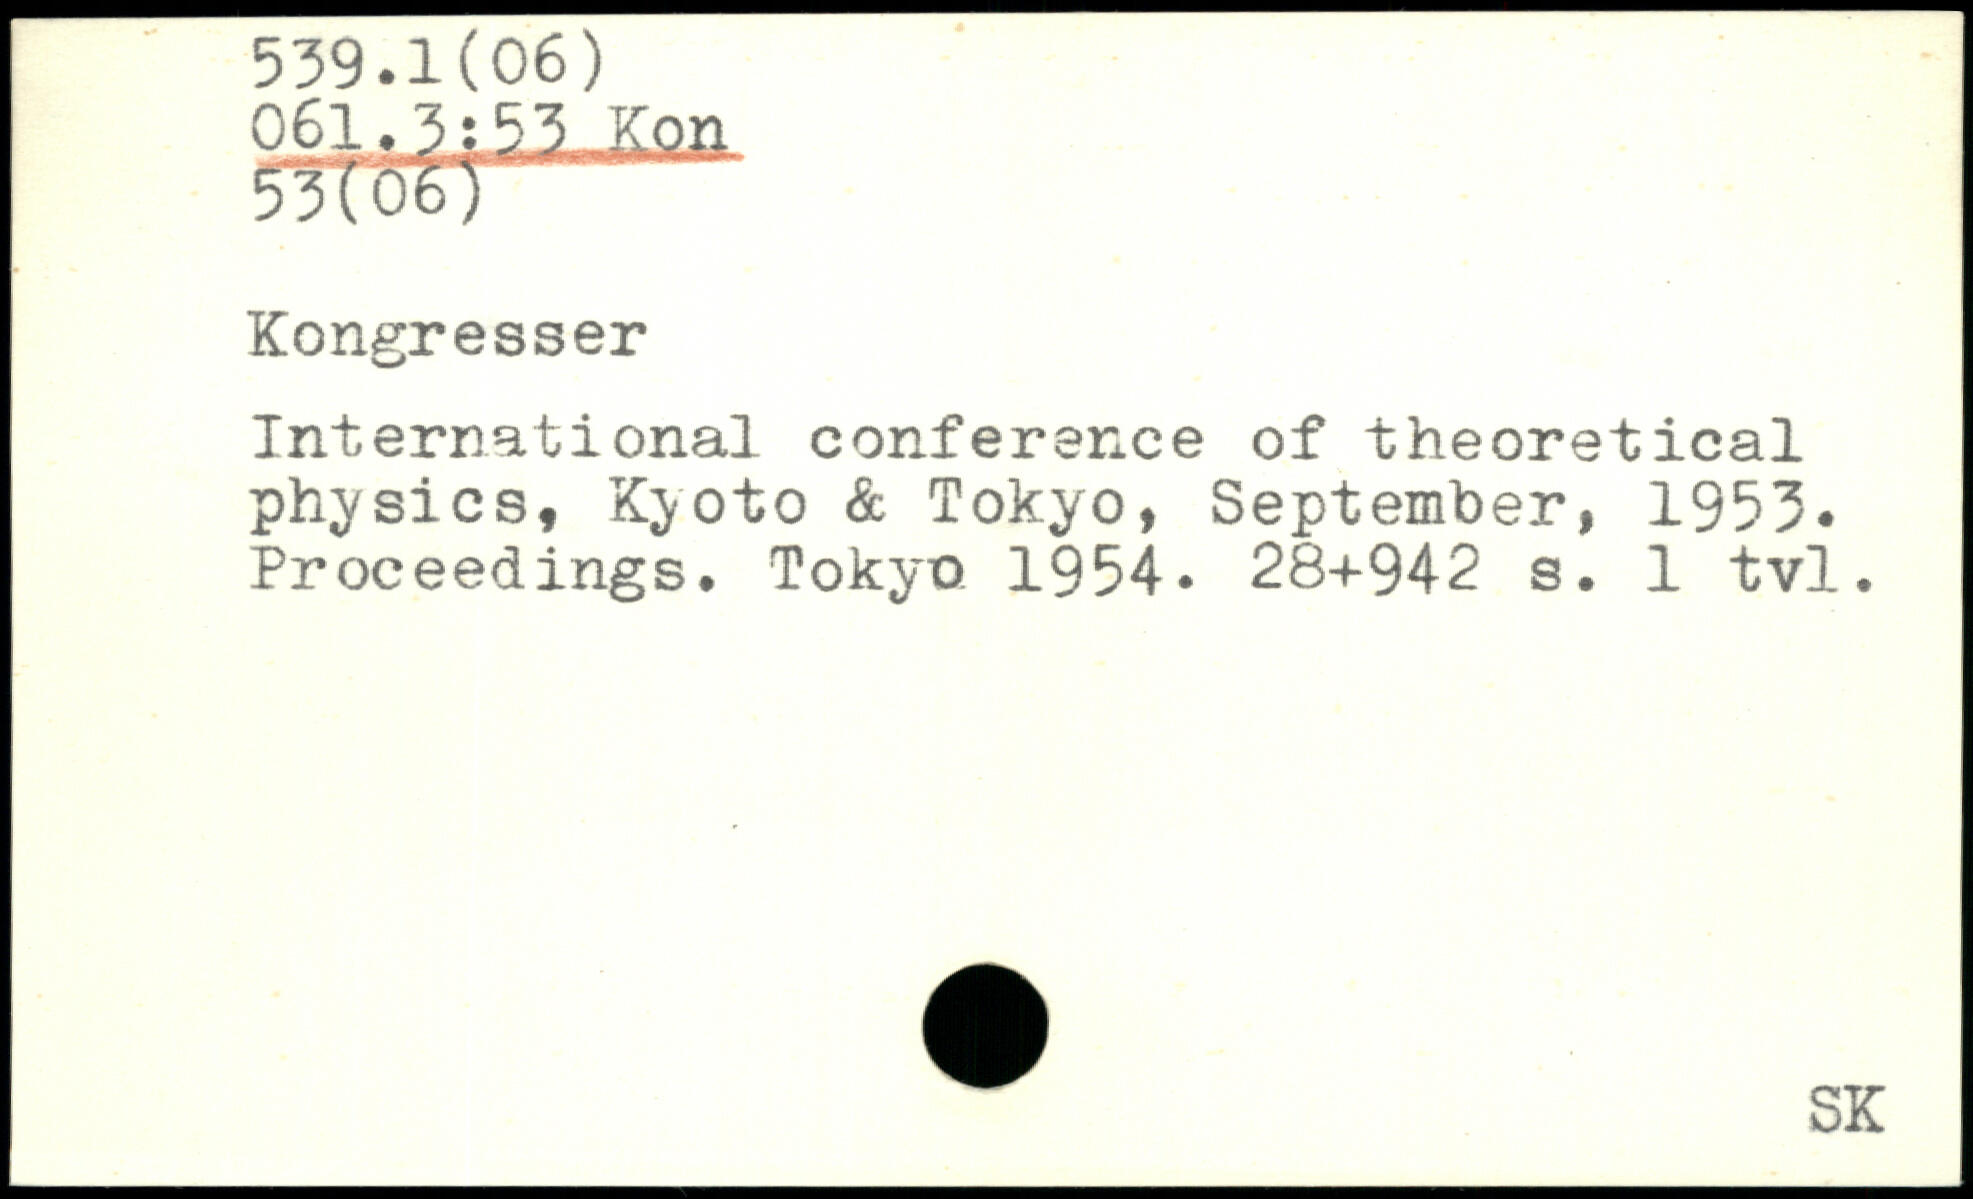 539.1(06)
061.3:53 Kon
53(06)
Kongresser
International conference of theoretical
physics, Kyoto & Tokyo, September, 1953.
Proceedings. Tokyo 1954. 28+942 s. 1 tvl.
SK